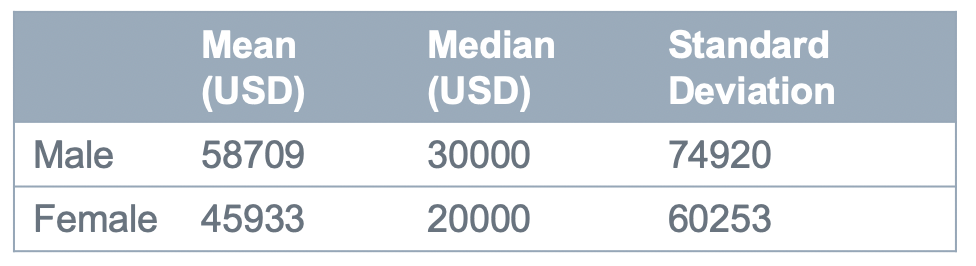 Mean (USD) Median (USD) Standard Deviation
Male 58709 30000 74920
Female 45933 20000 60253